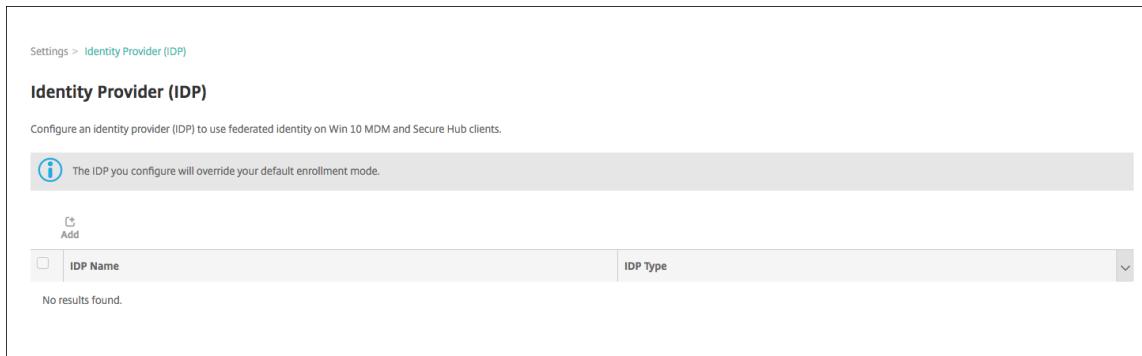 Settings > Identity Provider (IDP)
Identity Provider (IDP)
Configure an identity provider (IDP) to use federated identity on Win 10 MDM and Secure Hub clients.
The IDP you configure will override your default enrollment mode.
Add
IDP Name IDP Type
No results found.